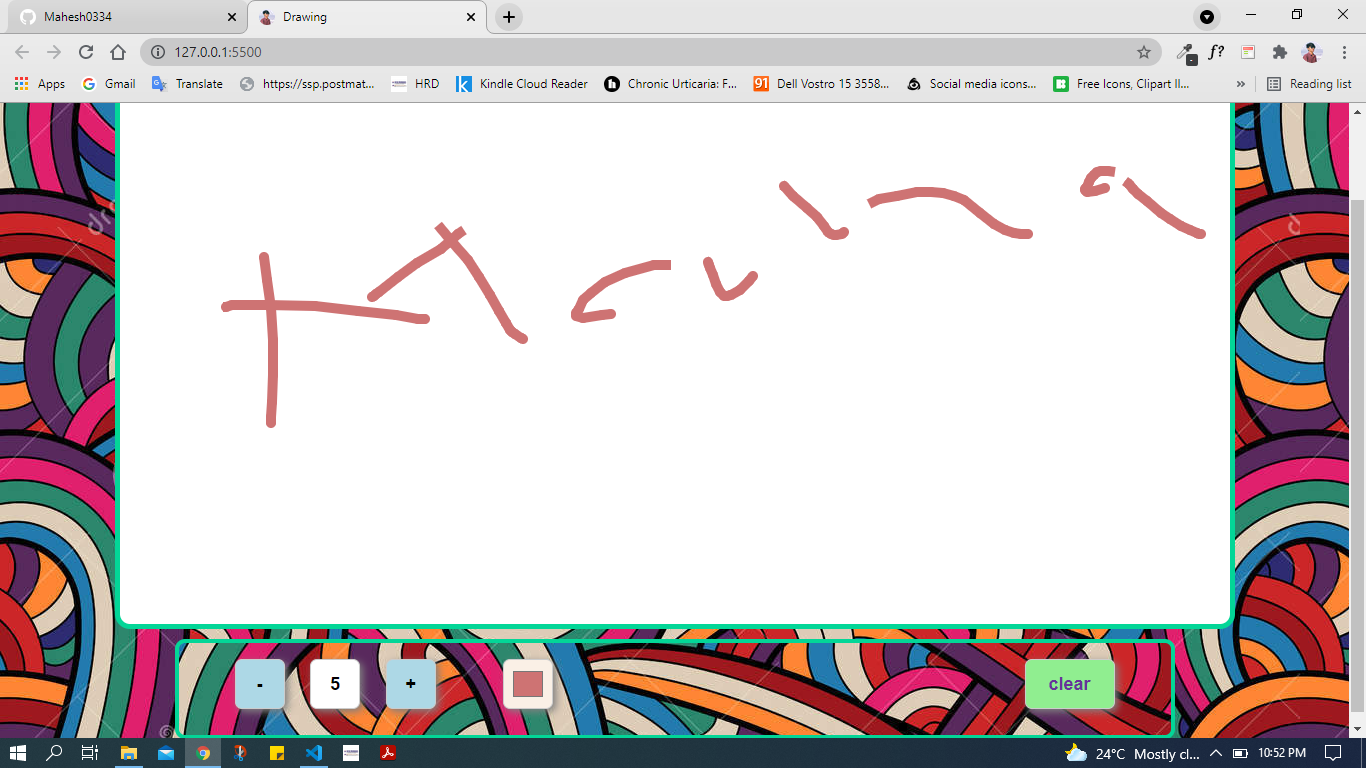 Mahesh0334
Drawing
127.0.0.1:5500
f?
Apps Gmail Translate https://ssp.postmat... HRD Kindle Cloud Reader Chronic Urticaria: F... Dell Vostro 15 3558... Social media icons... Free Icons, Clipart Il... » Reading list
- 5 + clear
24°C Mostly cl... 10:52 PM